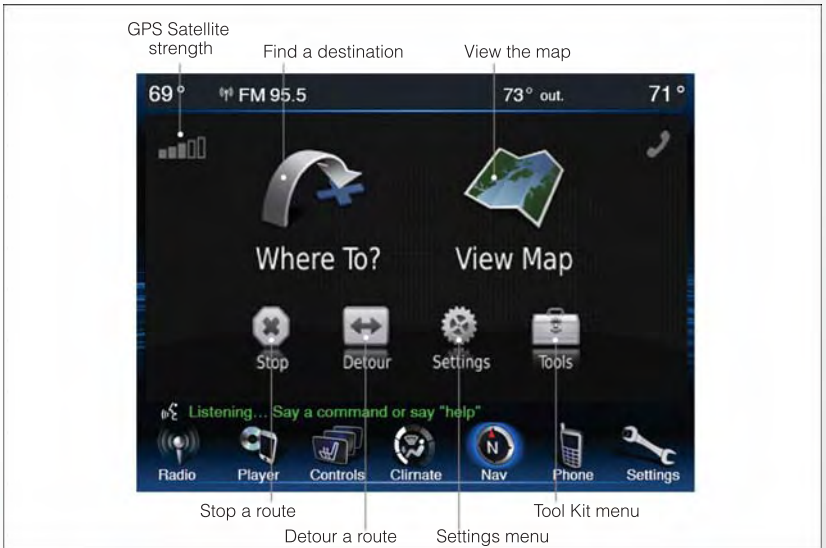 GPS Satellite
strength
Find a destination
View the map
69° FM 95.5 73° out. 71°
Where To? View Map
Stop Detour Settings Tools
Listening... Say a command or say "help"
N
Radio Player Controls Climate Nav Phone Settings
Stop a route
Tool Kit menu
Detour a route
Settings menu